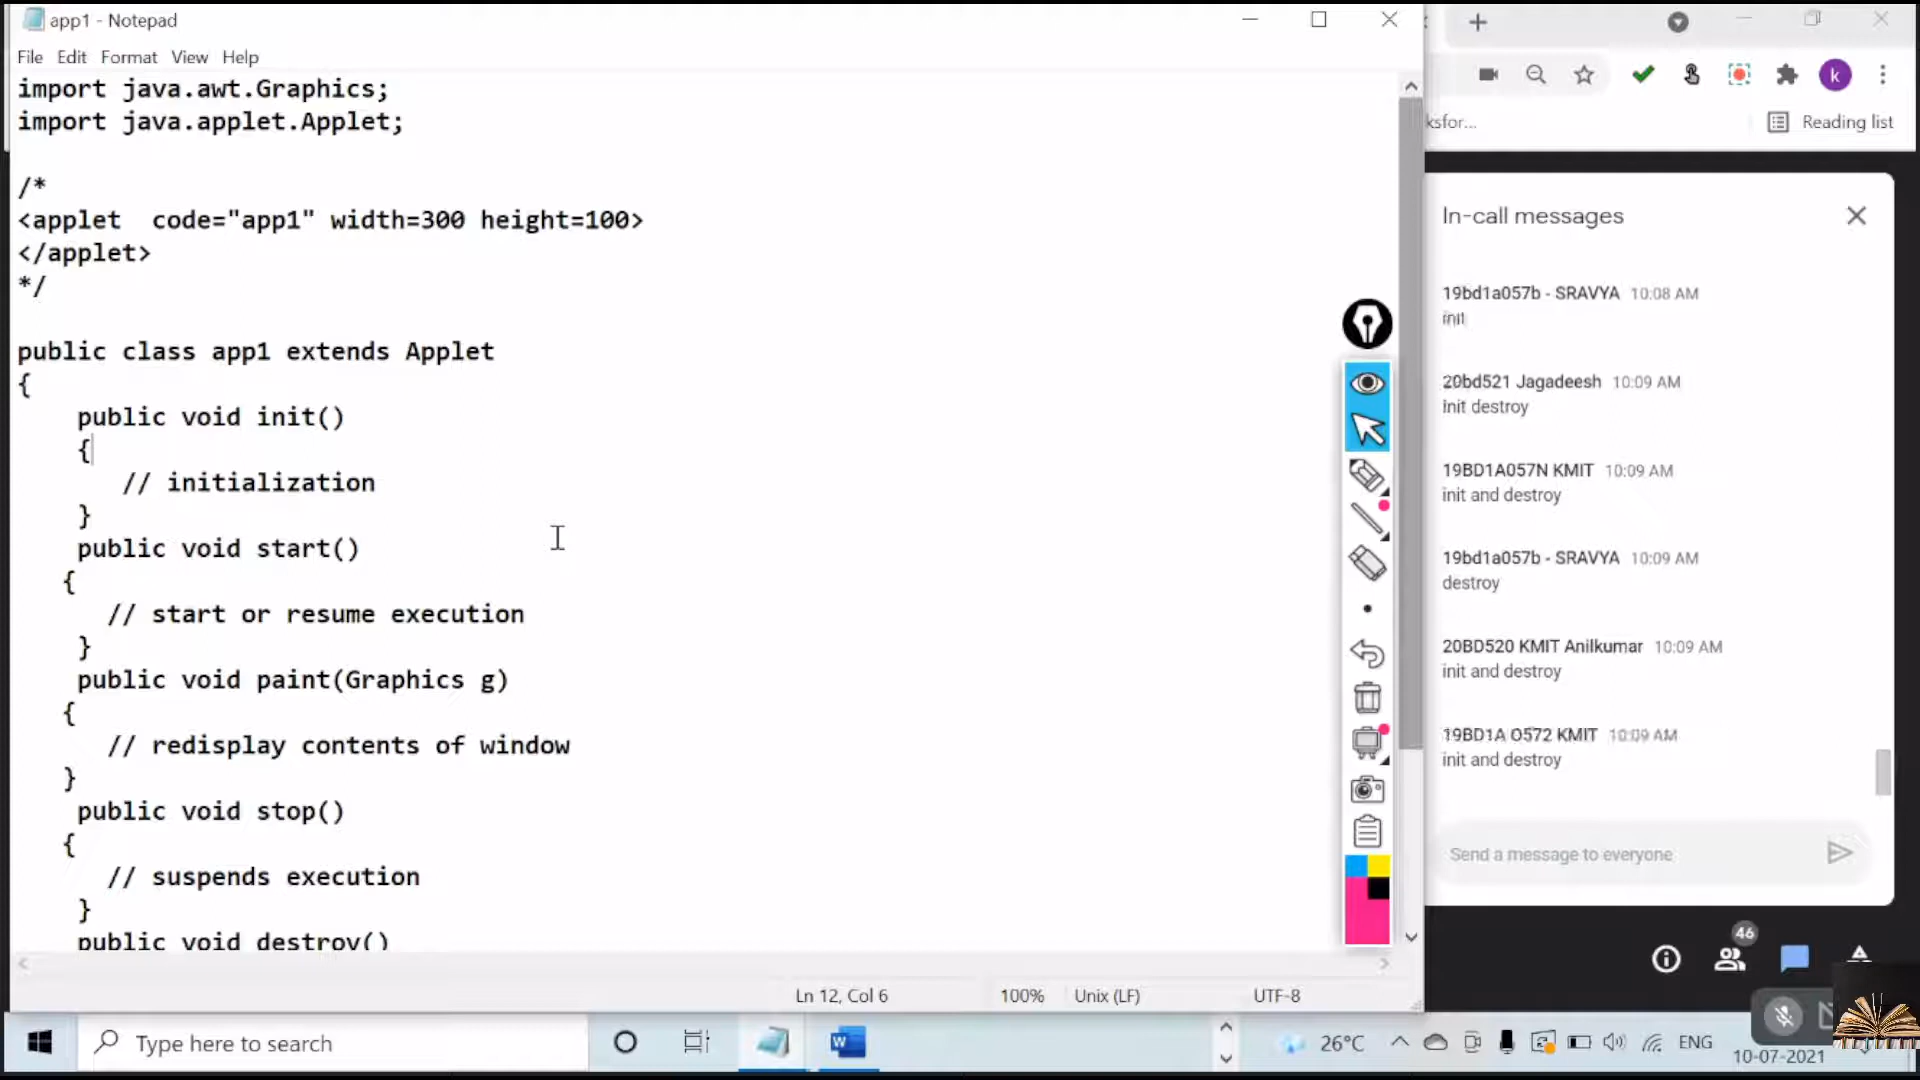 app1 - Notepad
File Edit Format View Help
import java.awt.Graphics;
import java.applet.Applet;
/*
<applet  code="app1" width=300 height=100>
</applet>
*/
public class app1 extends Applet
{
public void init()
{
// initialization
}
public void start()
{
// start or resume execution
}
public void paint(Graphics g)
{
// redisplay contents of window
}
public void stop()
{
// suspends execution
}
public void destroy()
Ln 12, Col 6
100%
Unix (LF)
UTF-8
k
ksfor...
Reading list
In-call messages
19bd1a057b - SRAVYA 10:08 AM
init
20bd521 Jagadeesh 10:09 AM
init destroy
19BD1A057N KMIT 10:09 AM
init and destroy
19bd1a057b - SRAVYA 10:09 AM
destroy
20BD520 KMIT Anilkumar 10:09 AM
init and destroy
19BD1A 0572 KMIT 10:09 AM
init and destroy
Send a message to everyone
46
Type here to search
W
26°C
ENG
10-07-2021